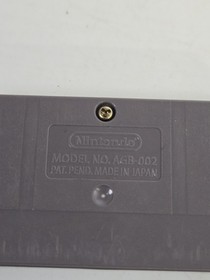 Nintendo
MODEL NO. AGB-002
PAT. PEND. MADE IN JAPAN